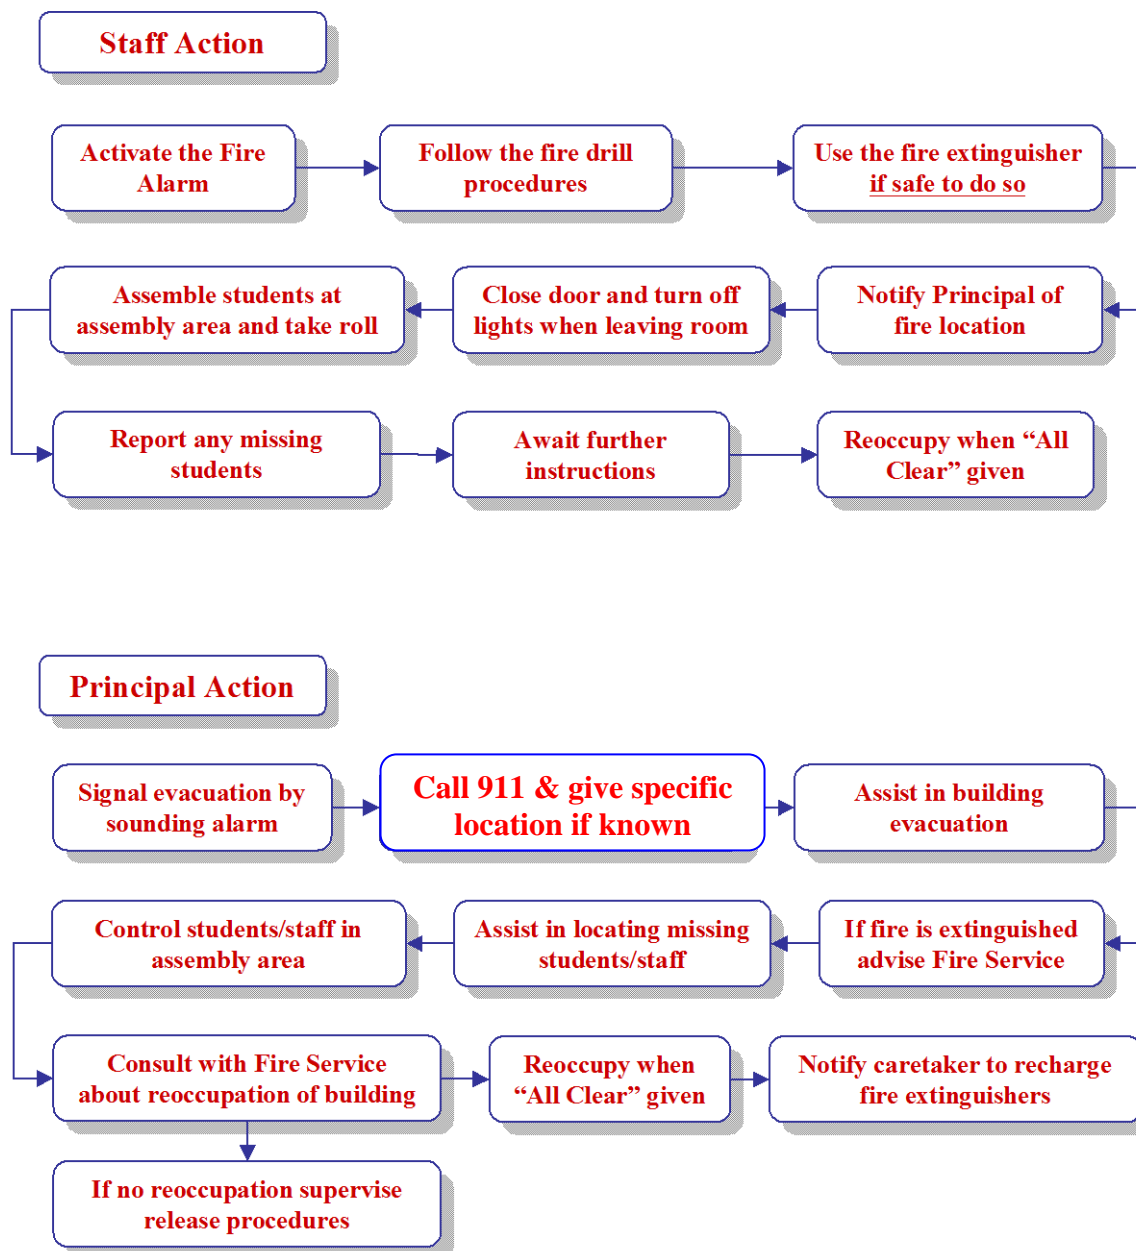 Staff Action
Activate the Fire
Alarm
Follow the fire drill
procedures
Use the fire extinguisher
if safe to do so
Notify Principal of
fire location
Close door and turn off
lights when leaving room
Assemble students at
assembly area and take roll
Report any missing
students
Await further
instructions
Reoccupy when “All
Clear” given
Principal Action
Signal evacuation by
sounding alarm
Call 911 & give specific
location if known
Assist in building
evacuation
If fire is extinguished
advise Fire Service
Assist in locating missing
students/staff
Control students/staff in
assembly area
Consult with Fire Service
about reoccupation of building
Reoccupy when
“All Clear” given
Notify caretaker to recharge
fire extinguishers
If no reoccupation supervise
release procedures